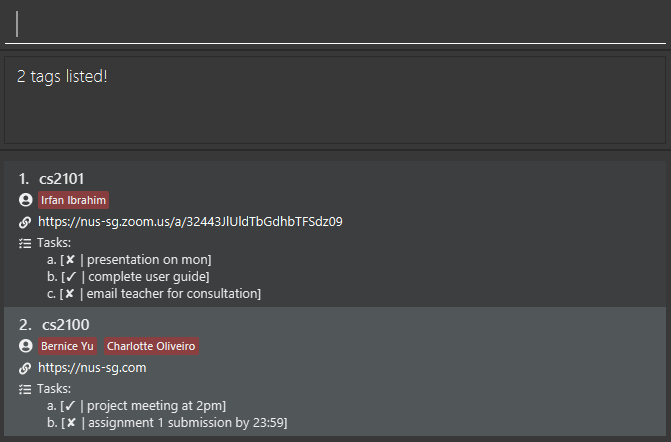 2 tags listed!
1. cs2101
Irfan Ibrahim
https://nus-sg.zoom.us/a/32443JlUldTbGdhbTFSdz09
Tasks:
a. [✘ | presentation on mon]
b. [✓ | complete user guide]
c. [✘ | email teacher for consultation]
2. cs2100
Bernice Yu Charlotte Oliveiro
https://nus-sg.com
Tasks:
a. [✓ | project meeting at 2pm]
b. [✘ | assignment 1 submission by 23:59]